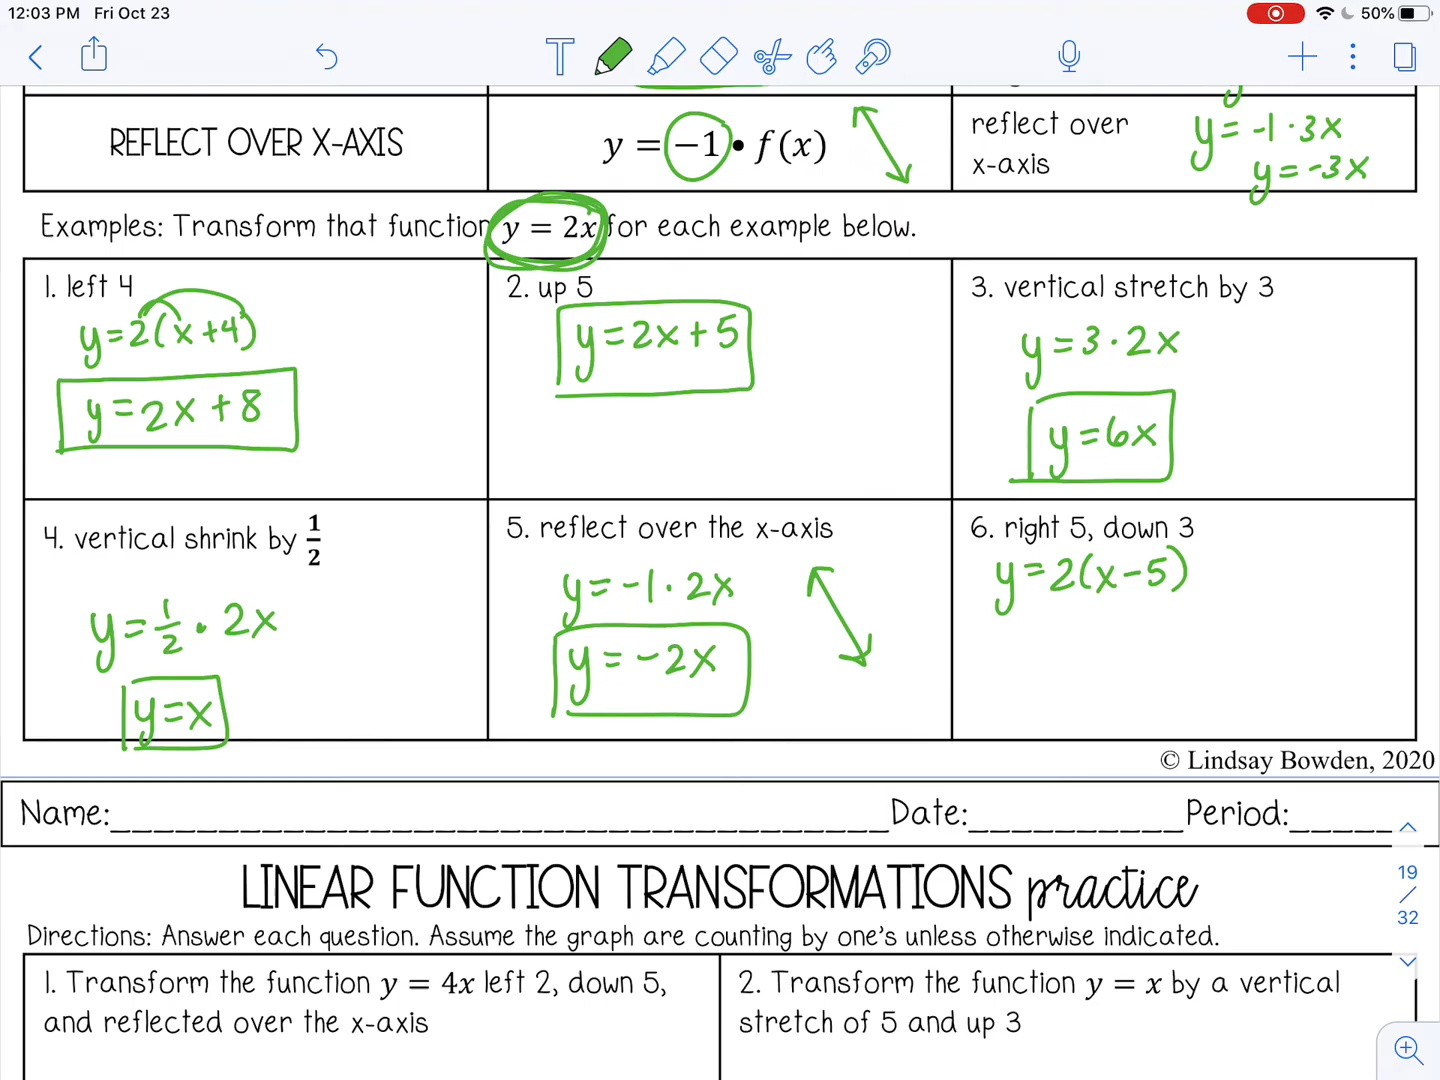 12:03 PM Fri Oct 23
50%
REFLECT OVER X-AXIS
y = −1 • f(x)
reflect over
x-axis
y = -1 · 3x
y = -3x
Examples: Transform that function y = 2x for each example below.
1. left 4
y = 2(x+4)
y = 2x + 8
2. up 5
y = 2x + 5
3. vertical stretch by 3
y = 3 · 2x
y = 6x
4. vertical shrink by 1/2
y = 1/2 · 2x
y = x
5. reflect over the x-axis
y = -1 · 2x
y = -2x
6. right 5, down 3
y = 2(x-5)
© Lindsay Bowden, 2020
Name:____________________________________ Date:__________ Period:_____
19
/
32
LINEAR FUNCTION TRANSFORMATIONS practice
Directions: Answer each question. Assume the graph are counting by one's unless otherwise indicated.
1. Transform the function y = 4x left 2, down 5,
and reflected over the x-axis
2. Transform the function y = x by a vertical
stretch of 5 and up 3